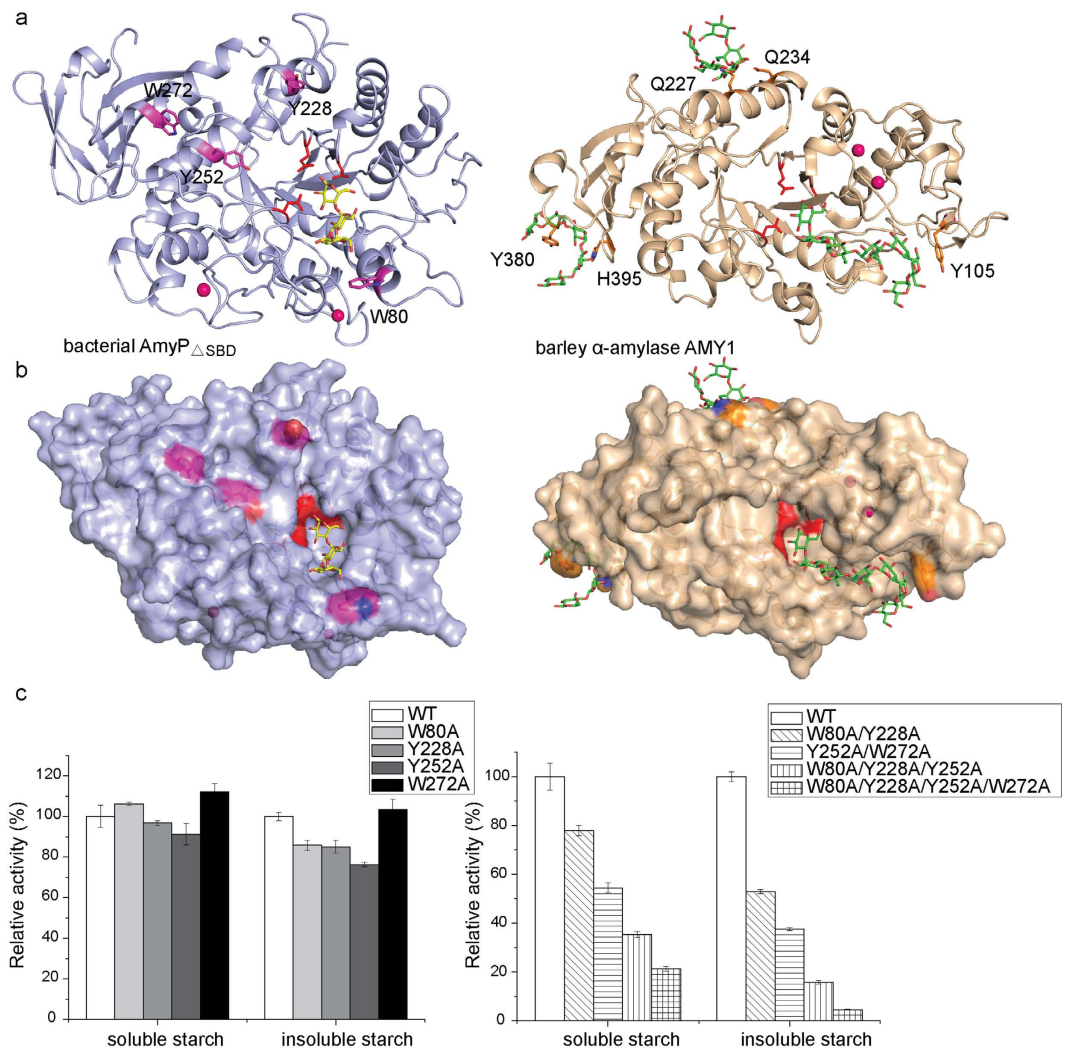 a
W272
Y228
Y252
W80
bacterial AmyP△SBD
Q234
Q227
Y380
H395
Y105
barley α-amylase AMY1
b
c
WT
W80A
Y228A
Y252A
W272A
Relative activity (%)
120
100
80
60
40
20
0
soluble starch
insoluble starch
WT
W80A/Y228A
Y252A/W272A
W80A/Y228A/Y252A
W80A/Y228A/Y252A/W272A
Relative activity (%)
100
80
60
40
20
0
soluble starch
insoluble starch